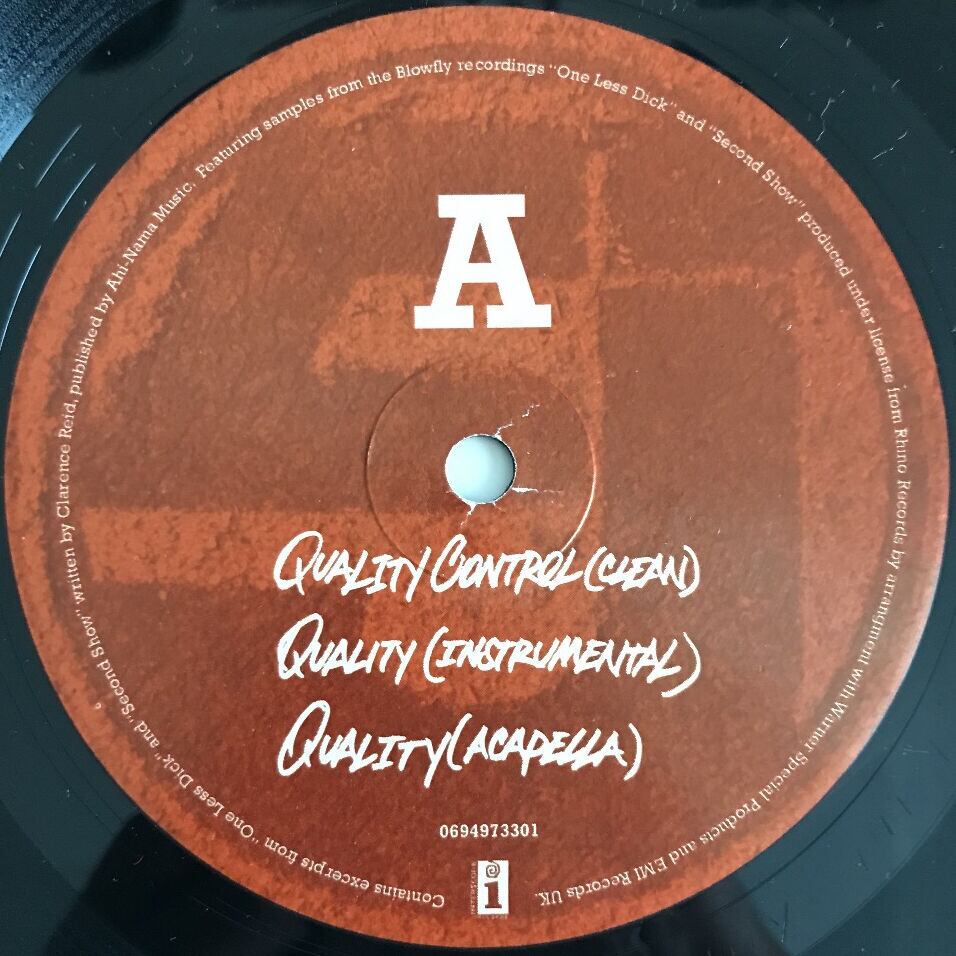 A
QUALITY CONTROL (CLEAN)
QUALITY (INSTRUMENTAL)
QUALITY (ACAPELLA)
0694973301
i
INTERSCOPE
Contains excerpts from "One Less Dick" and "Second Show" written by Clarence Reid, published by Ahi-Nama Music. Featuring samples from the Blowfly recordings "One Less Dick" and "Second Show" produced under license from Rhino Records by arrangment with Warner Special Products and EMI Records UK.